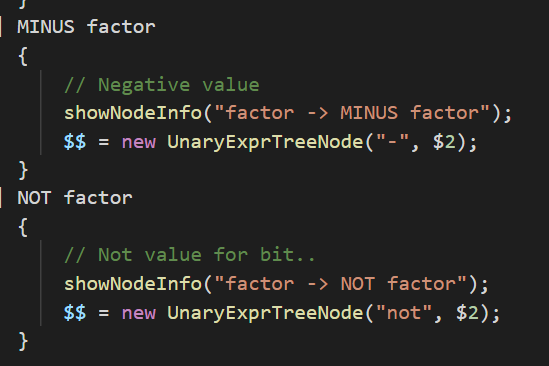 }
| MINUS factor
{
// Negative value
showNodeInfo("factor -> MINUS factor");
$$ = new UnaryExprTreeNode("-", $2);
}
| NOT factor
{
// Not value for bit..
showNodeInfo("factor -> NOT factor");
$$ = new UnaryExprTreeNode("not", $2);
}